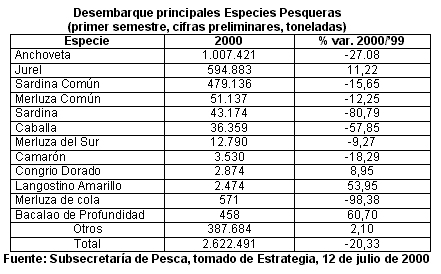 Desembarque principales Especies Pesqueras
(primer semestre, cifras preliminares, toneladas)
Especie 2000 % var. 2000/'99
Anchoveta 1.007.421 -27.08
Jurel 594.883 11,22
Sardina Común 479.136 -15,65
Merluza Común 51.137 -12,25
Sardina 43.174 -80,79
Caballa 36.359 -57,85
Merluza del Sur 12.790 -9,27
Camarón 3.530 -18,29
Congrio Dorado 2.874 8,95
Langostino Amarillo 2.474 53,95
Merluza de cola 571 -98,38
Bacalao de Profundidad 458 60,70
Otros 387.684 2,10
Total 2.622.491 -20,33
Fuente: Subsecretaría de Pesca, tomado de Estrategia, 12 de julio de 2000